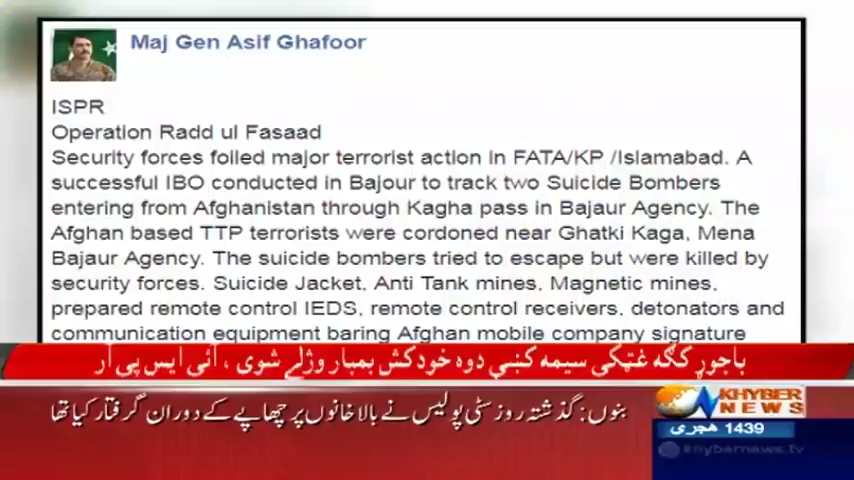 Maj Gen Asif Ghafoor
ISPR
Operation Radd ul Fasaad
Security forces foiled major terrorist action in FATA/KP /Islamabad. A
successful IBO conducted in Bajour to track two Suicide Bombers
entering from Afghanistan through Kagha pass in Bajaur Agency. The
Afghan based TTP terrorists were cordoned near Ghatki Kaga, Mena
Bajaur Agency. The suicide bombers tried to escape but were killed by
security forces. Suicide Jacket, Anti Tank mines, Magnetic mines,
prepared remote control IEDS, remote control receivers, detonators and
communication equipment baring Afghan mobile company signature
باجوړ ګګه غټکي سیمه کښې دوه خودکش بمبار وژلے شوی ، آئی ایس پی آر
بنوں: گذشتہ روز سٹی پولیس نے بالا خانوں پر چھاپے کے دوران گرفتار کیا تھا
KHYBER
NEWS
1439 هجری
khybernews.tv